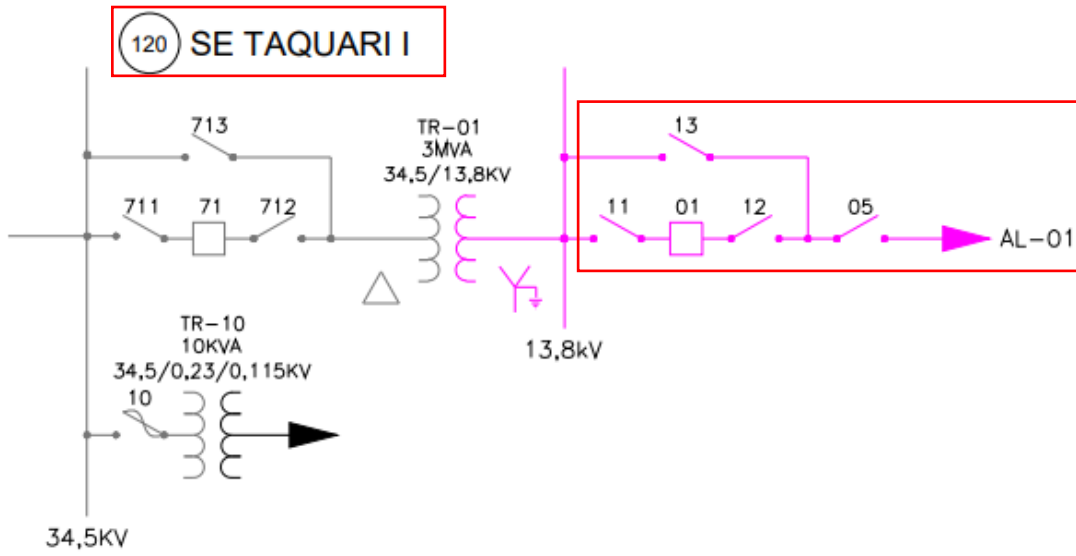 120 SE TAQUARI I
713
711 71 712
TR-01
3MVA
34,5/13,8KV
13
11 01 12 05
AL-01
TR-10
10KVA
34,5/0,23/0,115KV
10
13,8kV
34,5KV